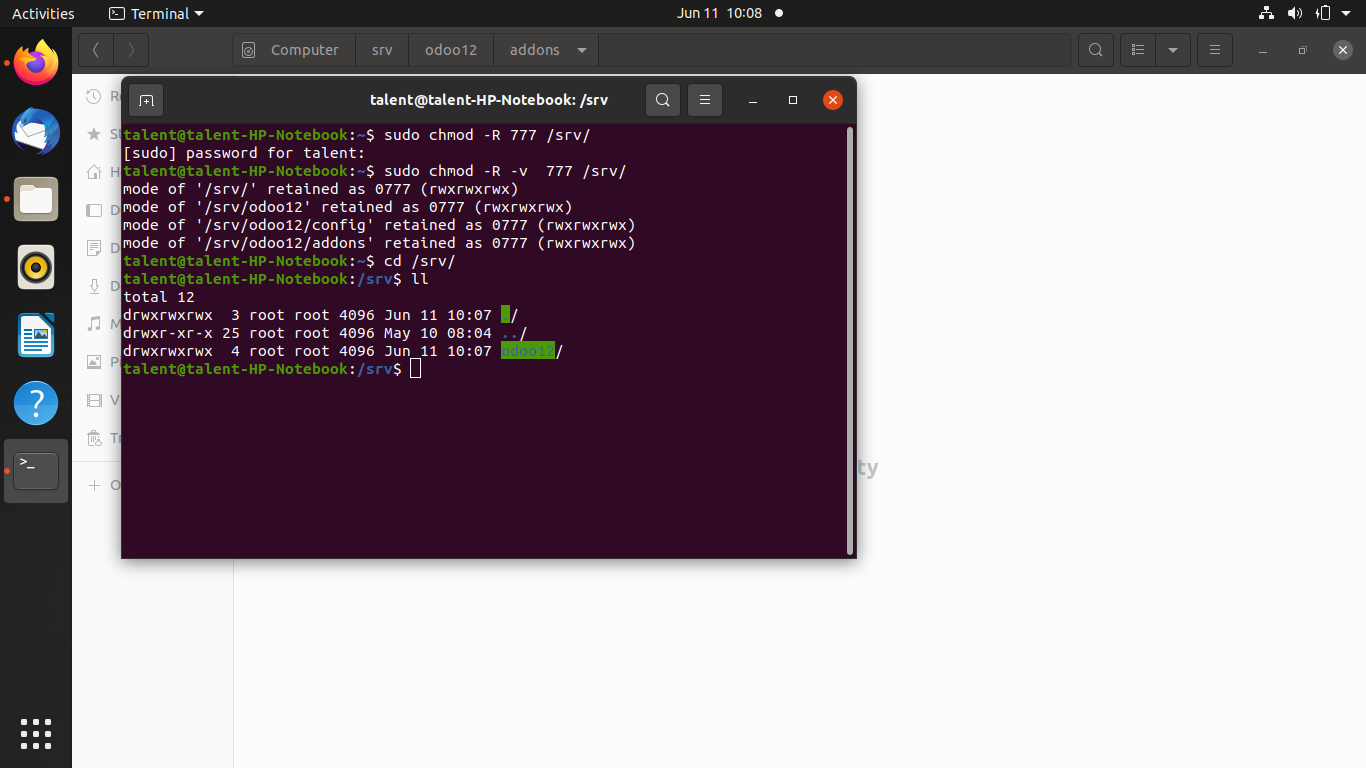 Activities
Terminal
Jun 11 10:08
Computer
srv
odoo12
addons
talent@talent-HP-Notebook: /srv
talent@talent-HP-Notebook:~$ sudo chmod -R 777 /srv/
[sudo] password for talent:
talent@talent-HP-Notebook:~$ sudo chmod -R -v  777 /srv/
mode of '/srv/' retained as 0777 (rwxrwxrwx)
mode of '/srv/odoo12' retained as 0777 (rwxrwxrwx)
mode of '/srv/odoo12/config' retained as 0777 (rwxrwxrwx)
mode of '/srv/odoo12/addons' retained as 0777 (rwxrwxrwx)
talent@talent-HP-Notebook:~$ cd /srv/
talent@talent-HP-Notebook:/srv$ ll
total 12
drwxrwxrwx  3 root root 4096 Jun 11 10:07 ./
drwxr-xr-x 25 root root 4096 May 10 08:04 ../
drwxrwxrwx  4 root root 4096 Jun 11 10:07 odoo12/
talent@talent-HP-Notebook:/srv$